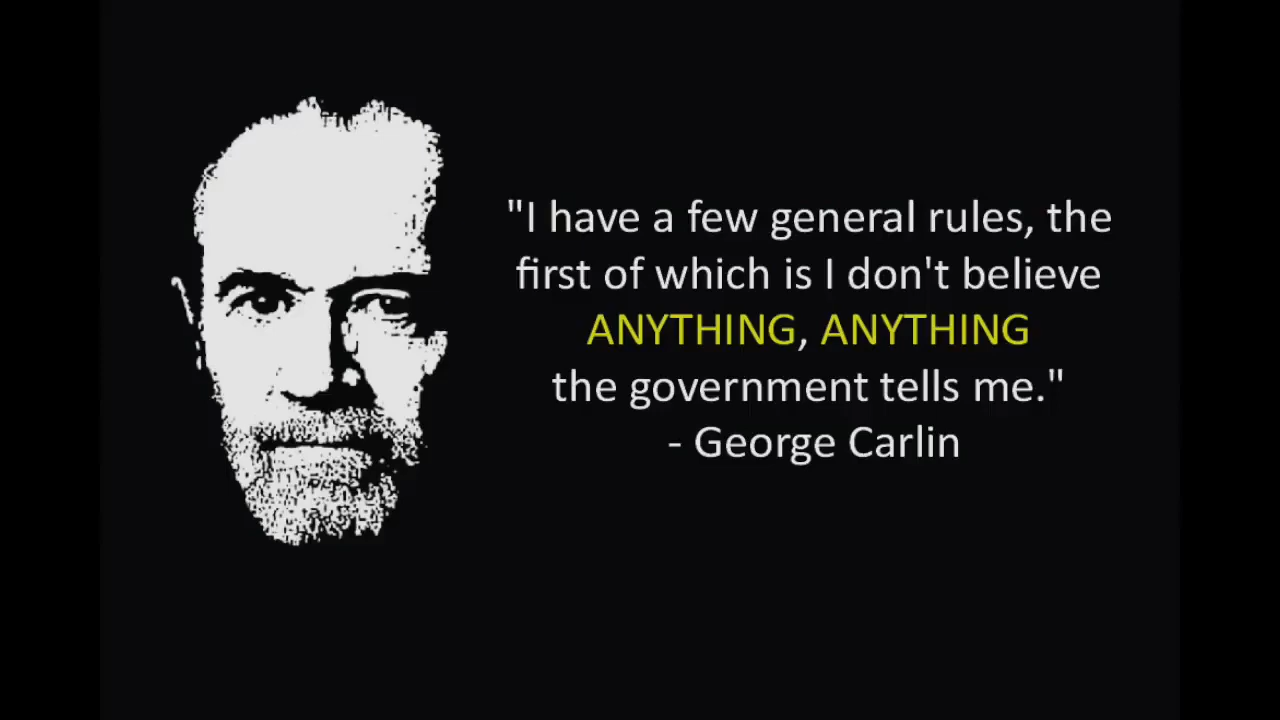 "I have a few general rules, the
first of which is I don't believe
ANYTHING, ANYTHING
the government tells me."
- George Carlin